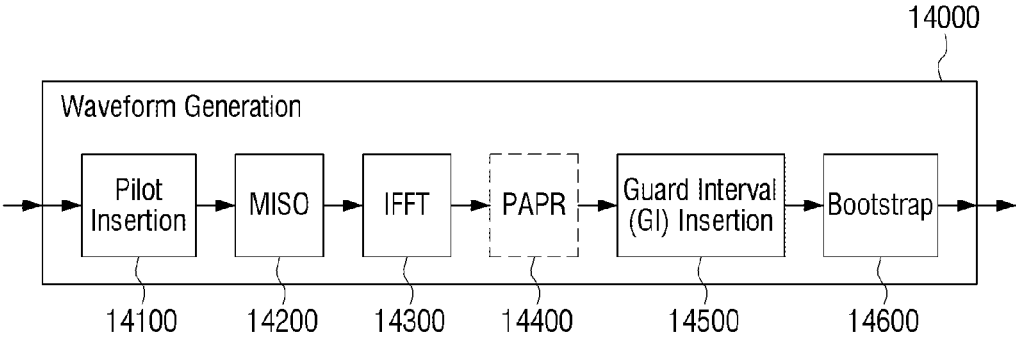 14000
Waveform Generation
Pilot
Insertion
MISO
IFFT
PAPR
Guard Interval
(GI) Insertion
Bootstrap
14100
14200
14300
14400
14500
14600